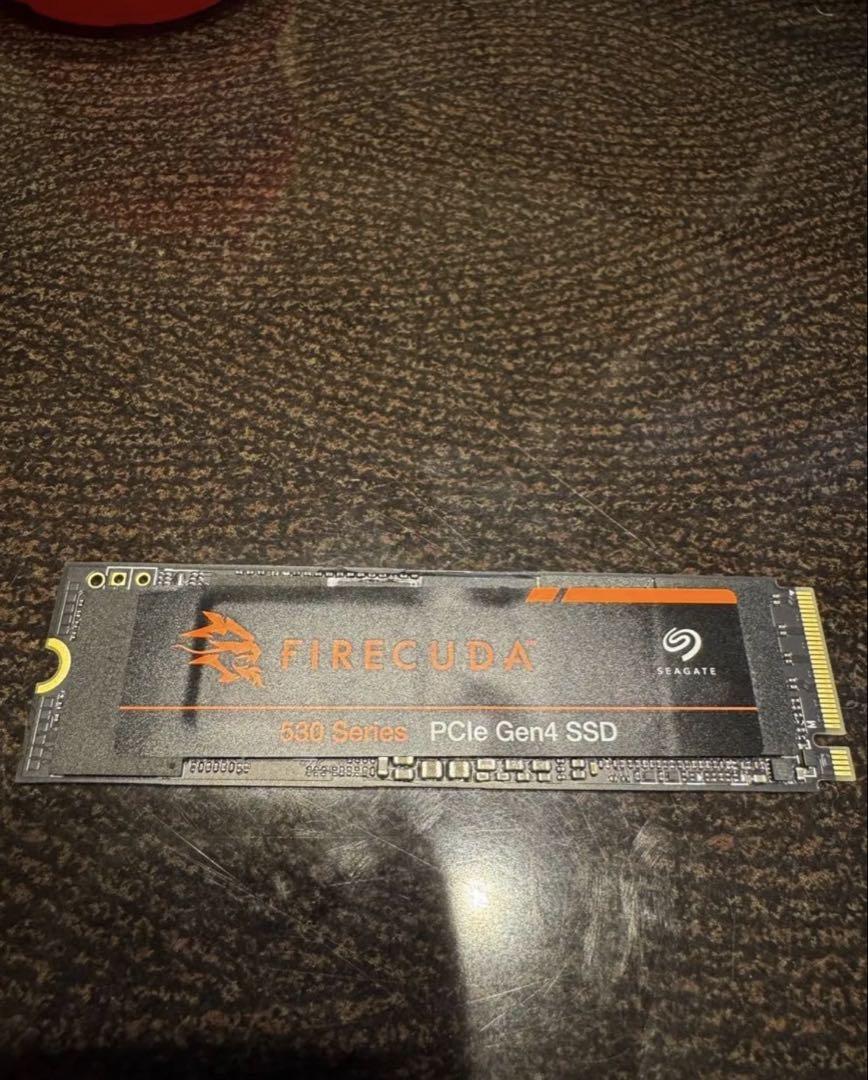 FIRECUDA
SEAGATE
530 Series PCIe Gen4 SSD
M